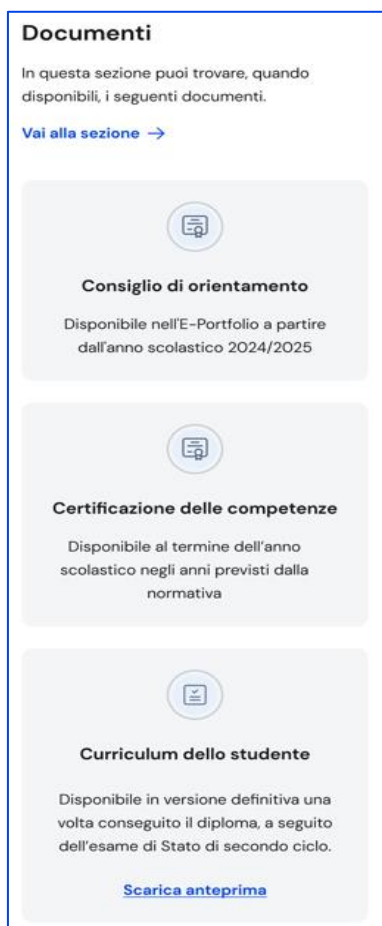 Documenti
In questa sezione puoi trovare, quando
disponibili, i seguenti documenti.
Vai alla sezione →
Consiglio di orientamento
Disponibile nell'E-Portfolio a partire
dall'anno scolastico 2024/2025
Certificazione delle competenze
Disponibile al termine dell'anno
scolastico negli anni previsti dalla
normativa
Curriculum dello studente
Disponibile in versione definitiva una
volta conseguito il diploma, a seguito
dell'esame di Stato di secondo ciclo.
Scarica anteprima